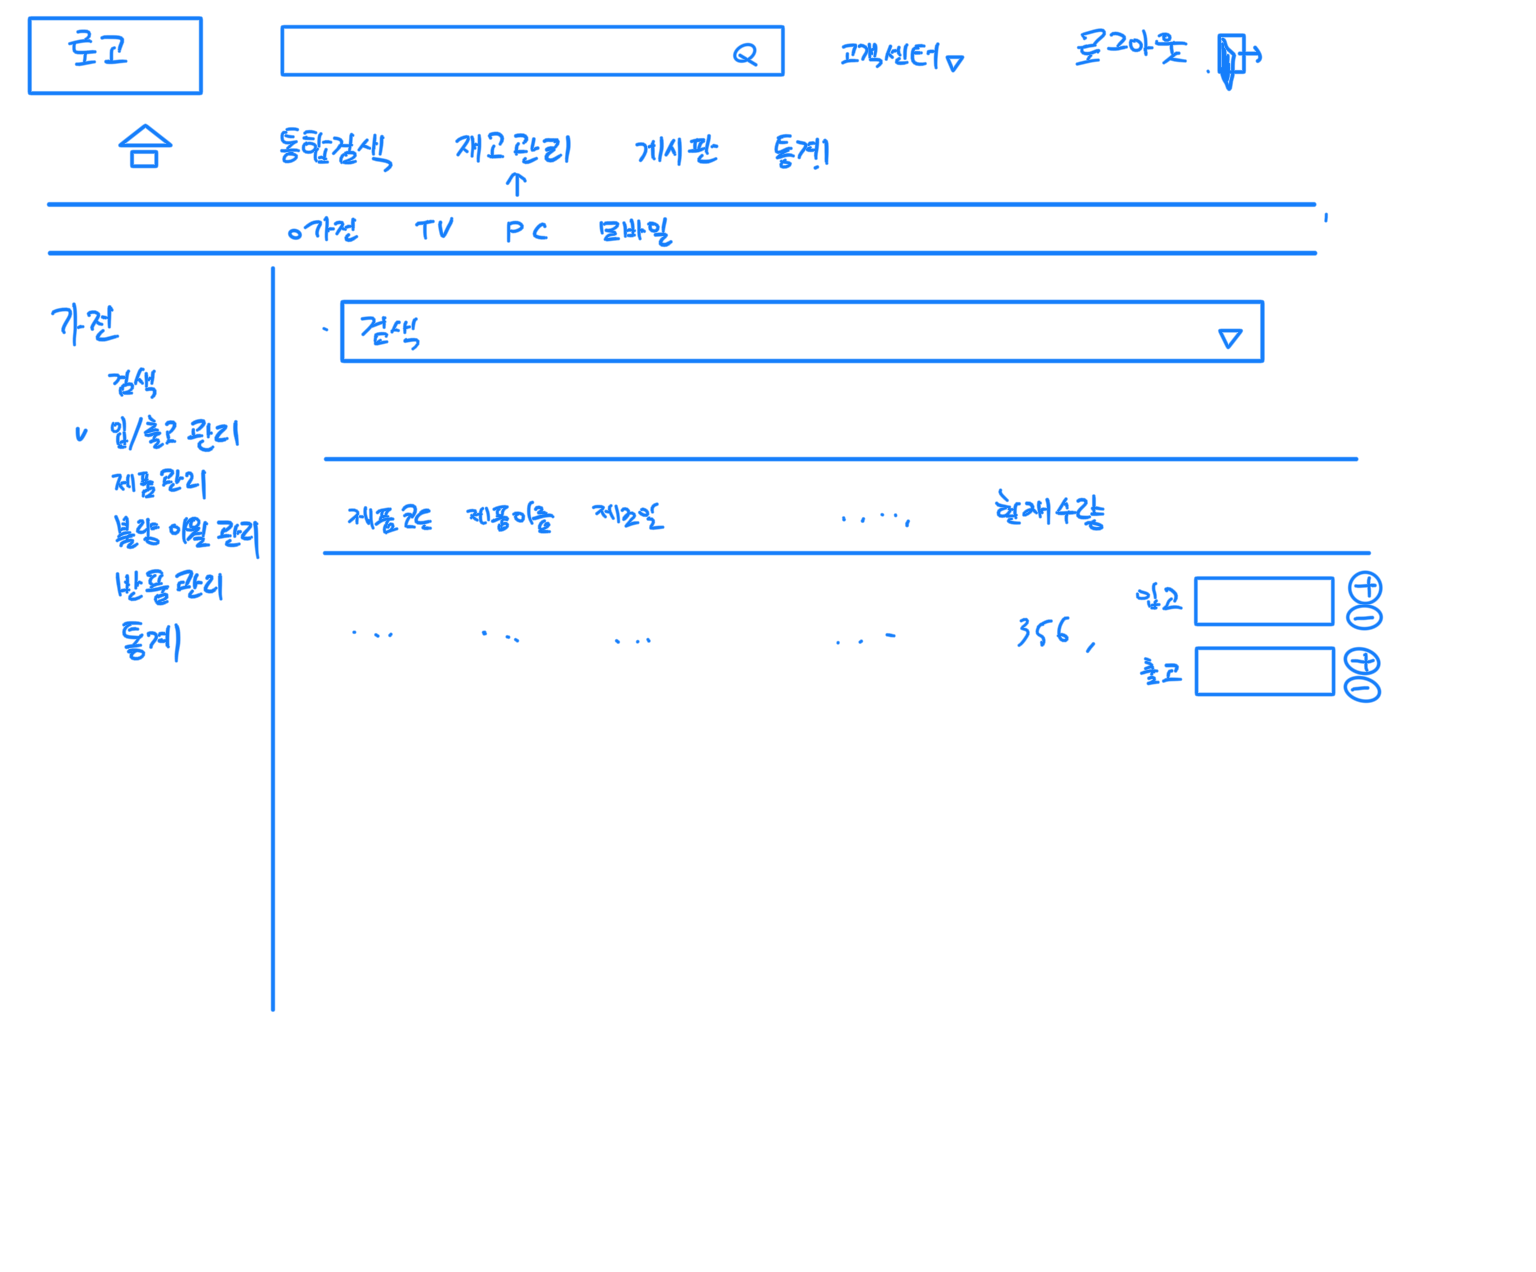 로고
고객센터
로그아웃
통합검색 재고관리 게시판 통계
가전 TV PC 모바일
가전
검색
검색
입/출고 관리
제품관리
불량 이월 관리
반품관리
통계
제품코드 제품이름 제조일 ..... 현재수량
... ... ... ... 356
입고
출고